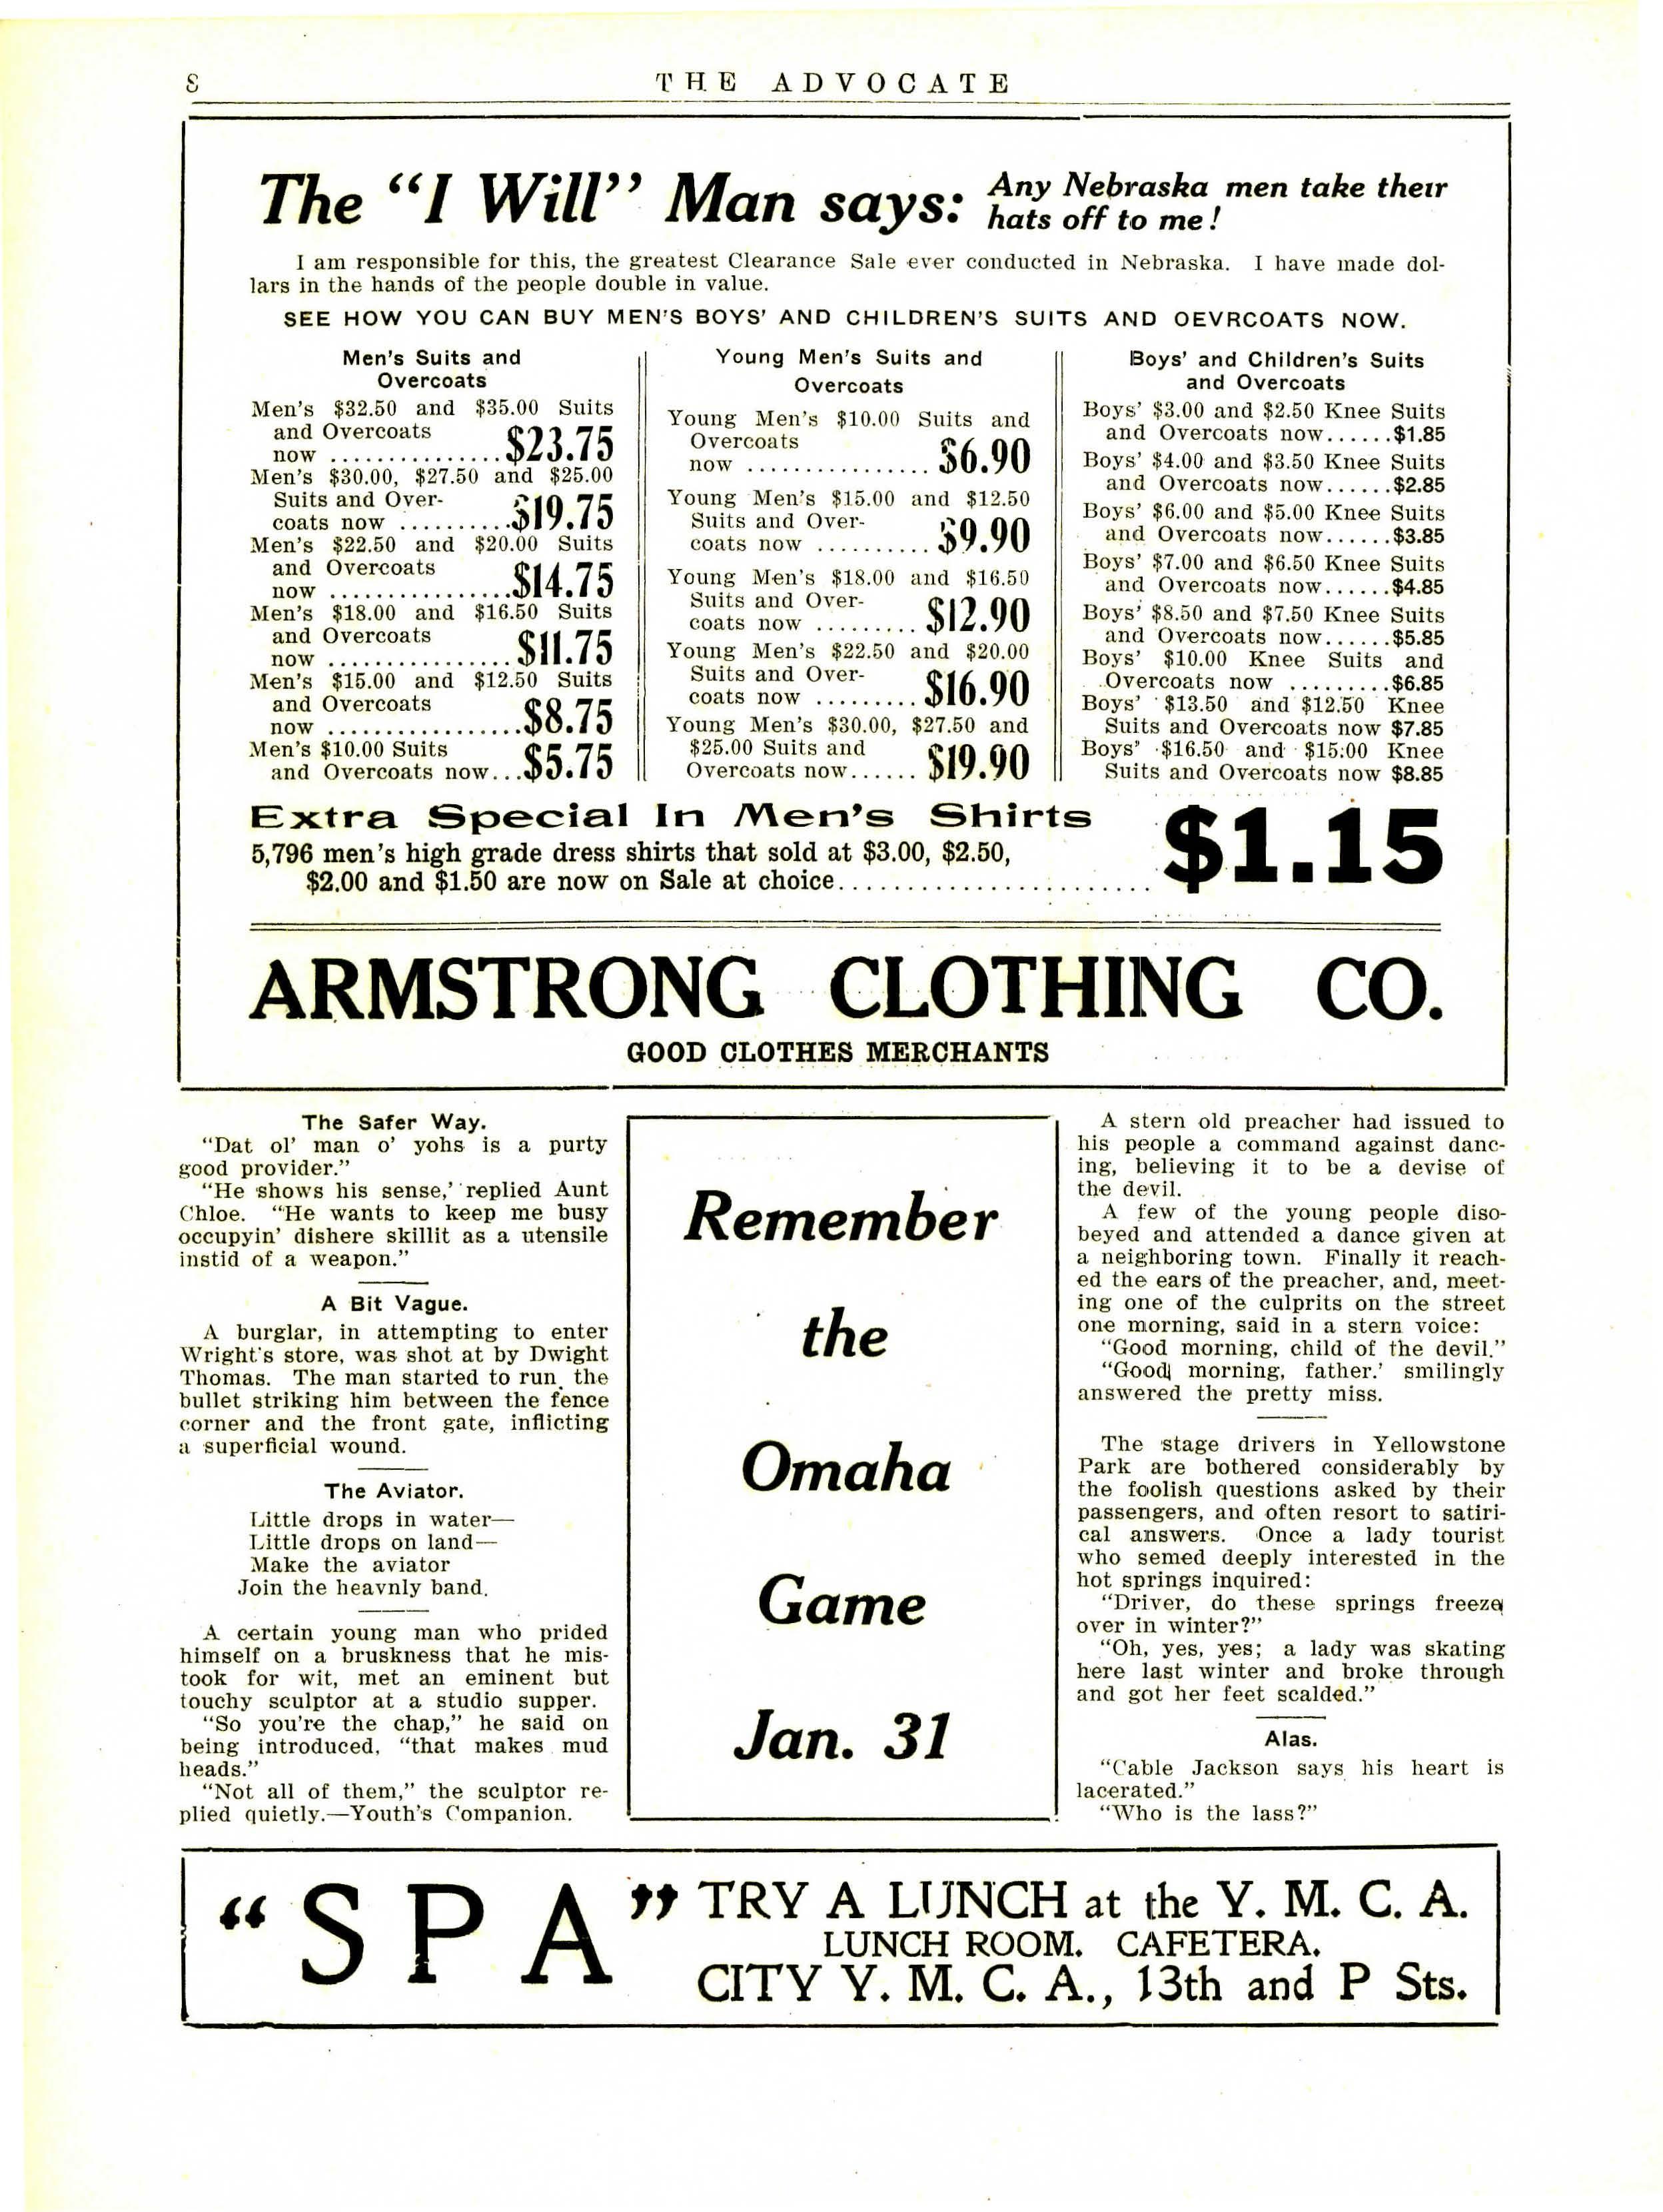 8
THE ADVOCATE
The “I Will” Man says:
Any Nebraska men take their
hats off to me!
I am responsible for this, the greatest Clearance Sale ever conducted in Nebraska. I have made dol-
lars in the hands of the people double in value.
SEE HOW YOU CAN BUY MEN'S BOYS' AND CHILDREN'S SUITS AND OEVRCOATS NOW.
Men's Suits and
Overcoats
Men's $32.50 and $35.00 Suits
and Overcoats
now ................ $23.75
Men's $30.00, $27.50 and $25.00
Suits and Over-
coats now ..........$19.75
Men's $22.50 and $20.00 Suits
and Overcoats
now .................$14.75
Men's $18.00 and $16.50 Suits
and Overcoats
now ................. $11.75
Men's $15.00 and $12.50 Suits
and Overcoats
now ..................$8.75
Men's $10.00 Suits
and Overcoats now...$5.75
Young Men's Suits and
Overcoats
Young Men's $10.00 Suits and
Overcoats
now ................. $6.90
Young Men's $15.00 and $12.50
Suits and Over-
coats now .......... $9.90
Young Men's $18.00 and $16.50
Suits and Over-
coats now ......... $12.90
Young Men's $22.50 and $20.00
Suits and Over-
coats now ......... $16.90
Young Men's $30.00, $27.50 and
$25.00 Suits and
Overcoats now...... $19.90
Boys' and Children's Suits
and Overcoats
Boys' $3.00 and $2.50 Knee Suits
and Overcoats now......$1.85
Boys' $4.00 and $3.50 Knee Suits
and Overcoats now......$2.85
Boys' $6.00 and $5.00 Knee Suits
and Overcoats now......$3.85
Boys' $7.00 and $6.50 Knee Suits
and Overcoats now......$4.85
Boys' $8.50 and $7.50 Knee Suits
and Overcoats now......$5.85
Boys' $10.00 Knee Suits and
Overcoats now .........$6.85
Boys' $13.50 and $12.50 Knee
Suits and Overcoats now $7.85
Boys' $16.50 and $15.00 Knee
Suits and Overcoats now $8.85
Extra Special In Men's Shirts
5,796 men's high grade dress shirts that sold at $3.00, $2.50,
$2.00 and $1.50 are now on Sale at choice.......................
$1.15
ARMSTRONG CLOTHING CO.
GOOD CLOTHES MERCHANTS
The Safer Way.
“Dat ol' man o' yohs is a purty
good provider.”
“He shows his sense,' replied Aunt
Chloe. “He wants to keep me busy
occupyin' dishere skillit as a utensile
instid of a weapon.”
A Bit Vague.
A burglar, in attempting to enter
Wright's store, was shot at by Dwight
Thomas. The man started to run, the
bullet striking him between the fence
corner and the front gate, inflicting
a superficial wound.
The Aviator.
Little drops in water—
Little drops on land—
Make the aviator
Join the heavnly band.
A certain young man who prided
himself on a bruskness that he mis-
took for wit, met an eminent but
touchy sculptor at a studio supper.
“So you're the chap,” he said on
being introduced, “that makes mud
heads.”
“Not all of them,” the sculptor re-
plied quietly.—Youth's Companion.
Remember
the
Omaha
Game
Jan. 31
A stern old preacher had issued to
his people a command against danc-
ing, believing it to be a devise of
the devil.
A few of the young people diso-
beyed and attended a dance given at
a neighboring town. Finally it reach-
ed the ears of the preacher, and, meet-
ing one of the culprits on the street
one morning, said in a stern voice:
“Good morning, child of the devil.”
“Good morning, father.' smilingly
answered the pretty miss.
The stage drivers in Yellowstone
Park are bothered considerably by
the foolish questions asked by their
passengers, and often resort to satiri-
cal answers. Once a lady tourist
who semed deeply interested in the
hot springs inquired:
“Driver, do these springs freeze
over in winter?”
“Oh, yes, yes; a lady was skating
here last winter and broke through
and got her feet scalded.”
Alas.
“Cable Jackson says his heart is
lacerated.”
“Who is the lass?”
“SPA”
TRY A LUNCH at the Y. M. C. A.
LUNCH ROOM. CAFETERA.
CITY Y. M. C. A., 13th and P Sts.